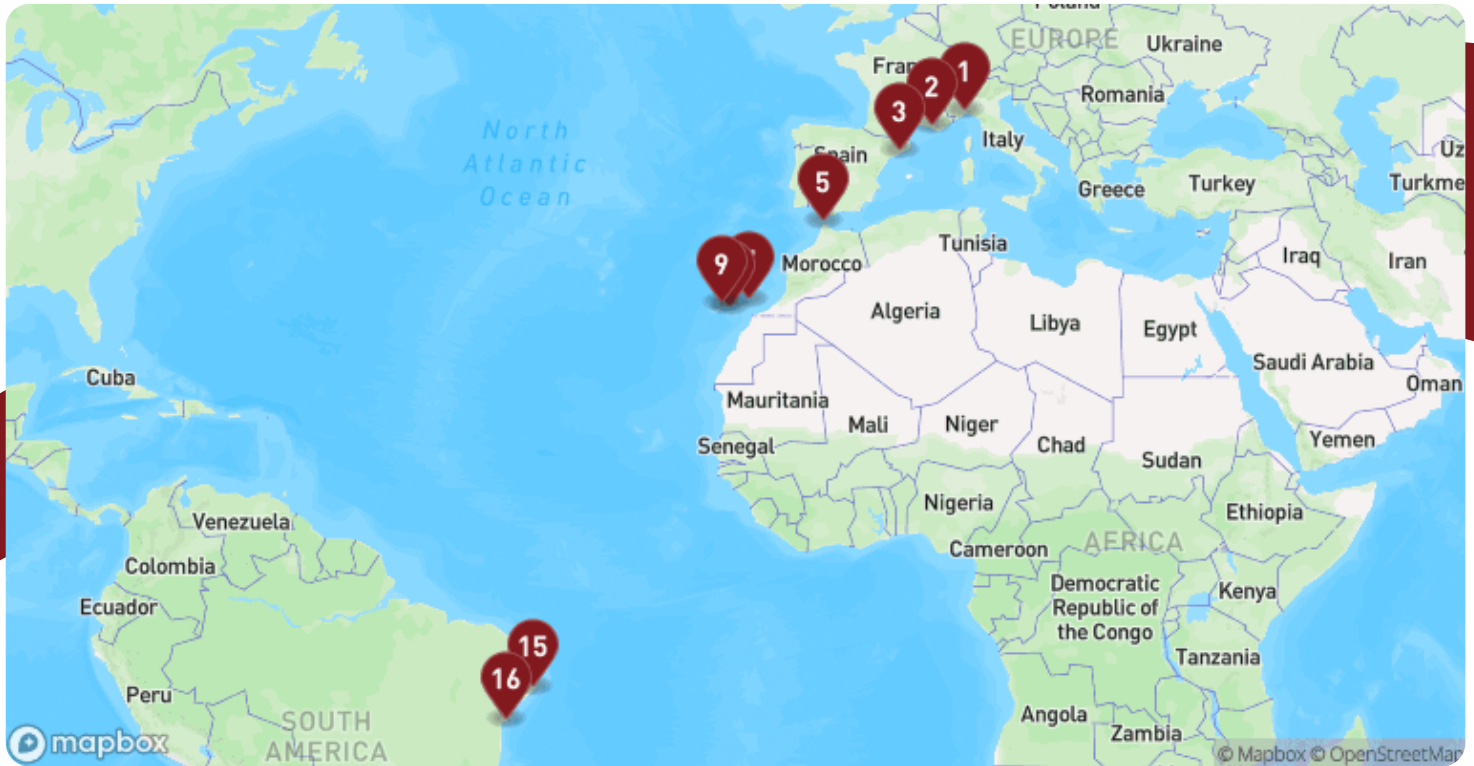 Poland
EUROPE
Ukraine
France
1
2
3
Romania
Italy
North
Atlantic
Ocean
Spain
5
Greece
Turkey
Uz
Turkme
Tunisia
Morocco
9
Iraq
Iran
Algeria
Libya
Egypt
Saudi Arabia
Oman
Cuba
Mauritania
Mali
Niger
Chad
Sudan
Yemen
Senegal
Nigeria
Ethiopia
Venezuela
Colombia
Cameroon
AFRICA
Ecuador
Democratic
Republic of
the Congo
Kenya
Tanzania
15
16
Peru
SOUTH
AMERICA
Angola
Zambia
mapbox
© Mapbox © OpenStreetMap